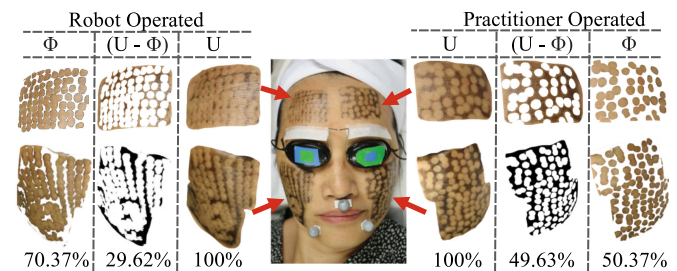 Robot Operated
Practitioner Operated
Φ (U - Φ) U
U (U - Φ) Φ
70.37% 29.62% 100%
100% 49.63% 50.37%